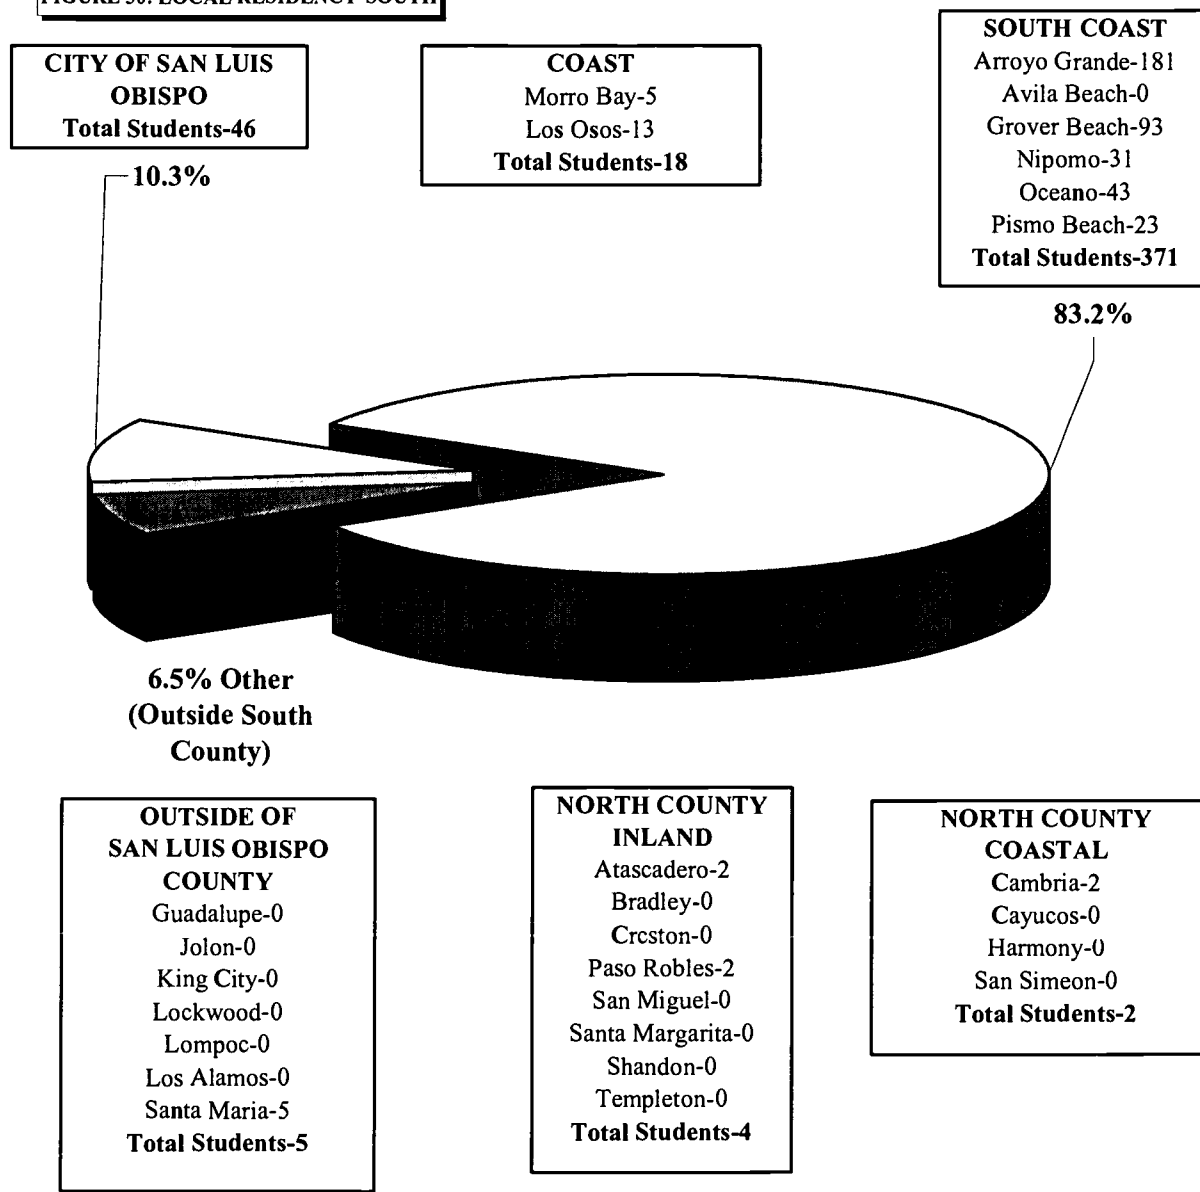 FIGURE 30: LOCAL RESIDENCY-SOUTH
CITY OF SAN LUIS
OBISPO
Total Students-46
10.3%
COAST
Morro Bay-5
Los Osos-13
Total Students-18
SOUTH COAST
Arroyo Grande-181
Avila Beach-0
Grover Beach-93
Nipomo-31
Oceano-43
Pismo Beach-23
Total Students-371
83.2%
6.5% Other
(Outside South
County)
OUTSIDE OF
SAN LUIS OBISPO
COUNTY
Guadalupe-0
Jolon-0
King City-0
Lockwood-0
Lompoc-0
Los Alamos-0
Santa Maria-5
Total Students-5
NORTH COUNTY
INLAND
Atascadero-2
Bradley-0
Creston-0
Paso Robles-2
San Miguel-0
Santa Margarita-0
Shandon-0
Templeton-0
Total Students-4
NORTH COUNTY
COASTAL
Cambria-2
Cayucos-0
Harmony-0
San Simeon-0
Total Students-2